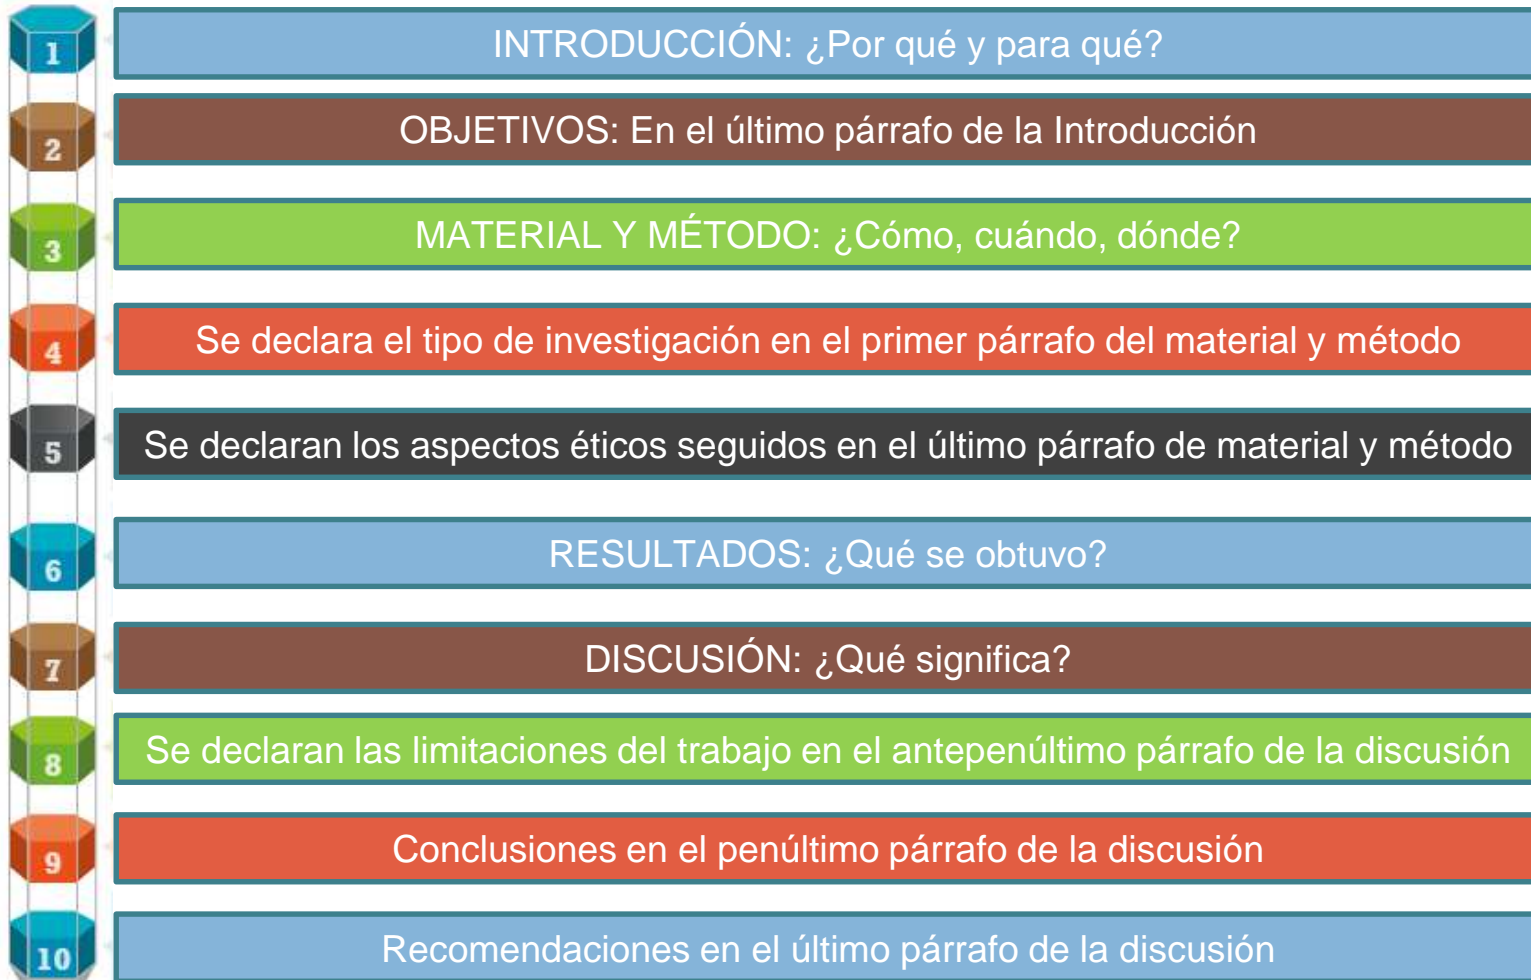 1
INTRODUCCIÓN: ¿Por qué y para qué?
2
OBJETIVOS: En el último párrafo de la Introducción
3
MATERIAL Y MÉTODO: ¿Cómo, cuándo, dónde?
4
Se declara el tipo de investigación en el primer párrafo del material y método
5
Se declaran los aspectos éticos seguidos en el último párrafo de material y método
6
RESULTADOS: ¿Qué se obtuvo?
7
DISCUSIÓN: ¿Qué significa?
8
Se declaran las limitaciones del trabajo en el antepenúltimo párrafo de la discusión
9
Conclusiones en el penúltimo párrafo de la discusión
10
Recomendaciones en el último párrafo de la discusión